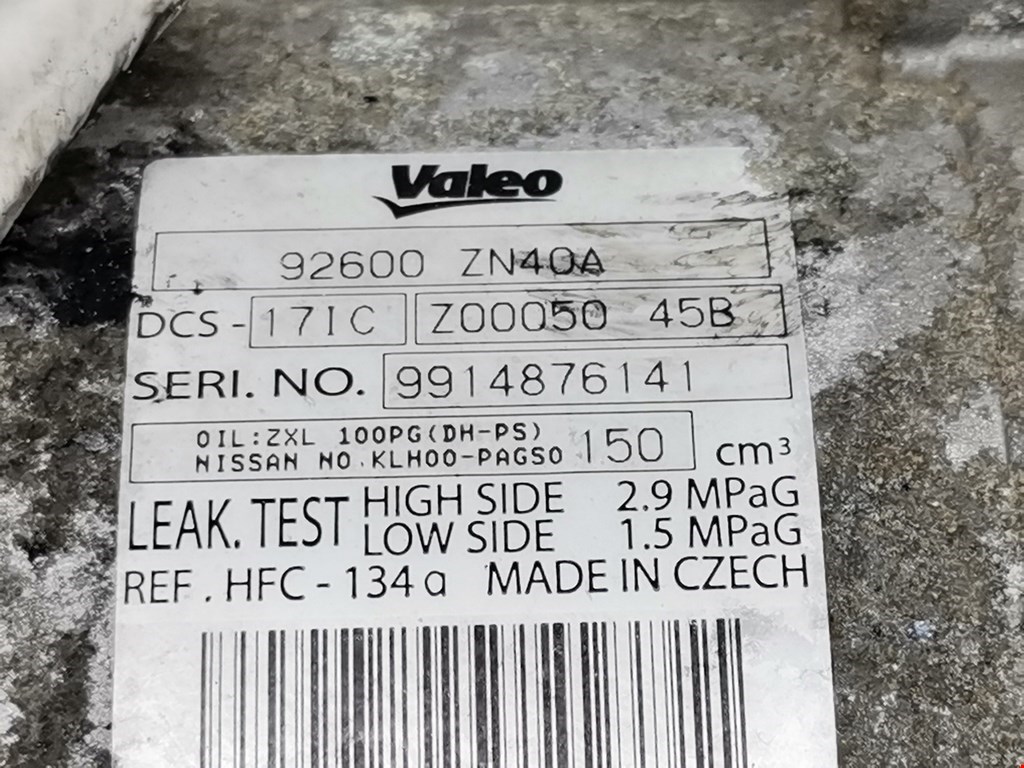 Valeo
92600 ZN40A
DCS - 17IC Z00050 45B
SERI. NO. 9914876141
OIL:ZXL 100PG(DH-PS)
NISSAN NO.KLH00-PAGS0 150 cm³
LEAK. TEST HIGH SIDE 2.9 MPaG
LOW SIDE 1.5 MPaG
REF. HFC - 134a MADE IN CZECH